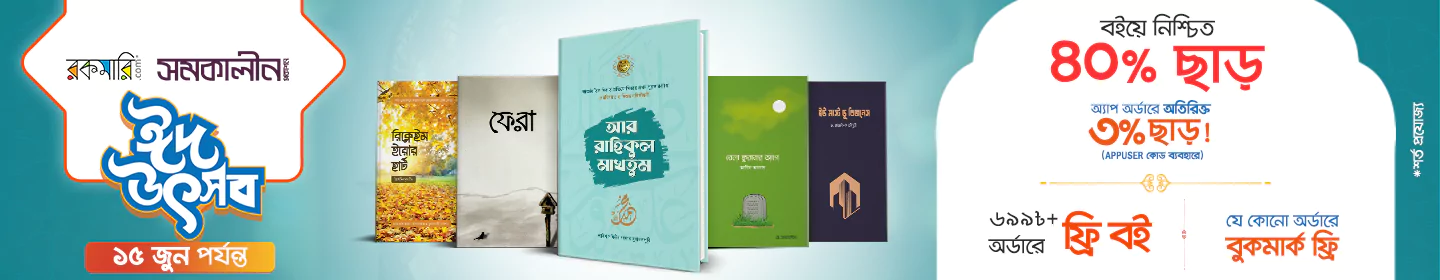 রকমারি
.com
সমকালীন
ঈদ
উৎসব
১৫ জুন পর্যন্ত
রিক্লেইম
ইয়োর
হার্ট
ফেরা
আর
রাহিকুল
মাখতুম
বেলা ফুরাবার আগে
বইয়ে নিশ্চিত
৪০% ছাড়
অ্যাপ অর্ডারে অতিরিক্ত
৩% ছাড়!
(APPUSER কোড ব্যবহারে)
৬৯৯৳+
অর্ডারে
ফ্রি বই
যে কোনো অর্ডারে
বুকমার্ক ফ্রি
*শর্ত প্রযোজ্য